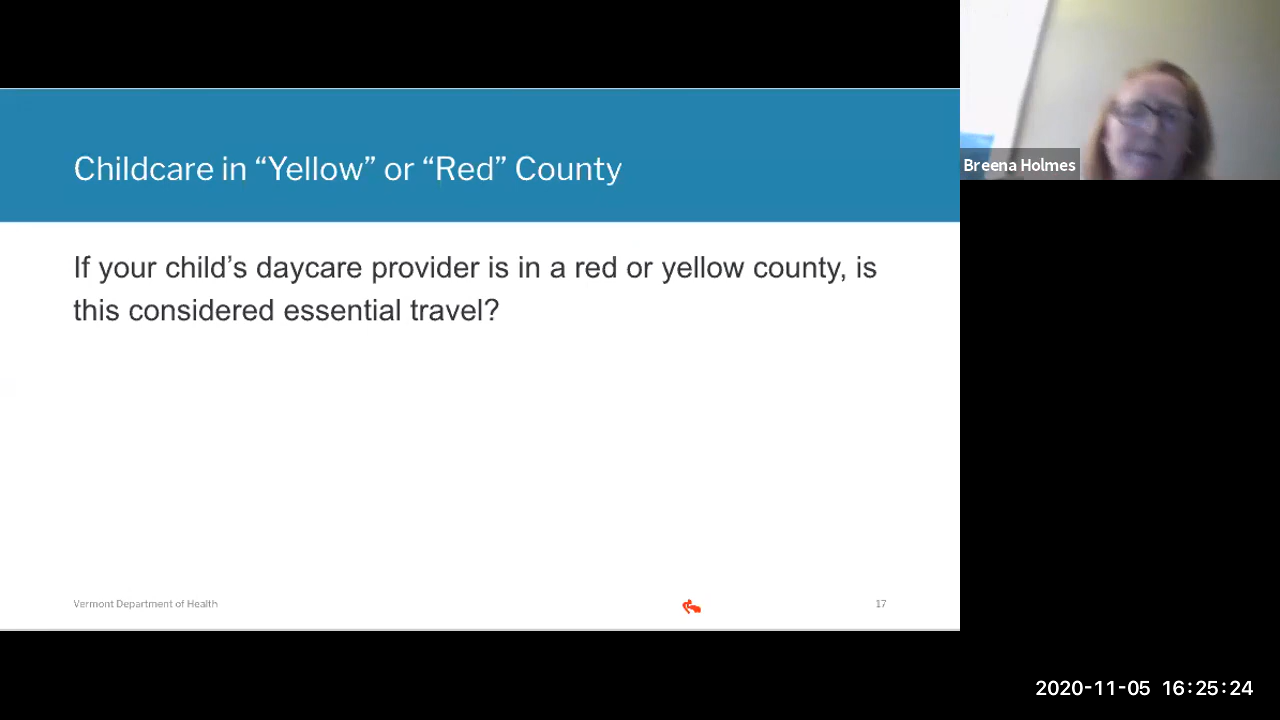 Childcare in “Yellow” or “Red” County
Breena Holmes
If your child’s daycare provider is in a red or yellow county, is
this considered essential travel?
Vermont Department of Health
17
2020-11-05 16:25:24